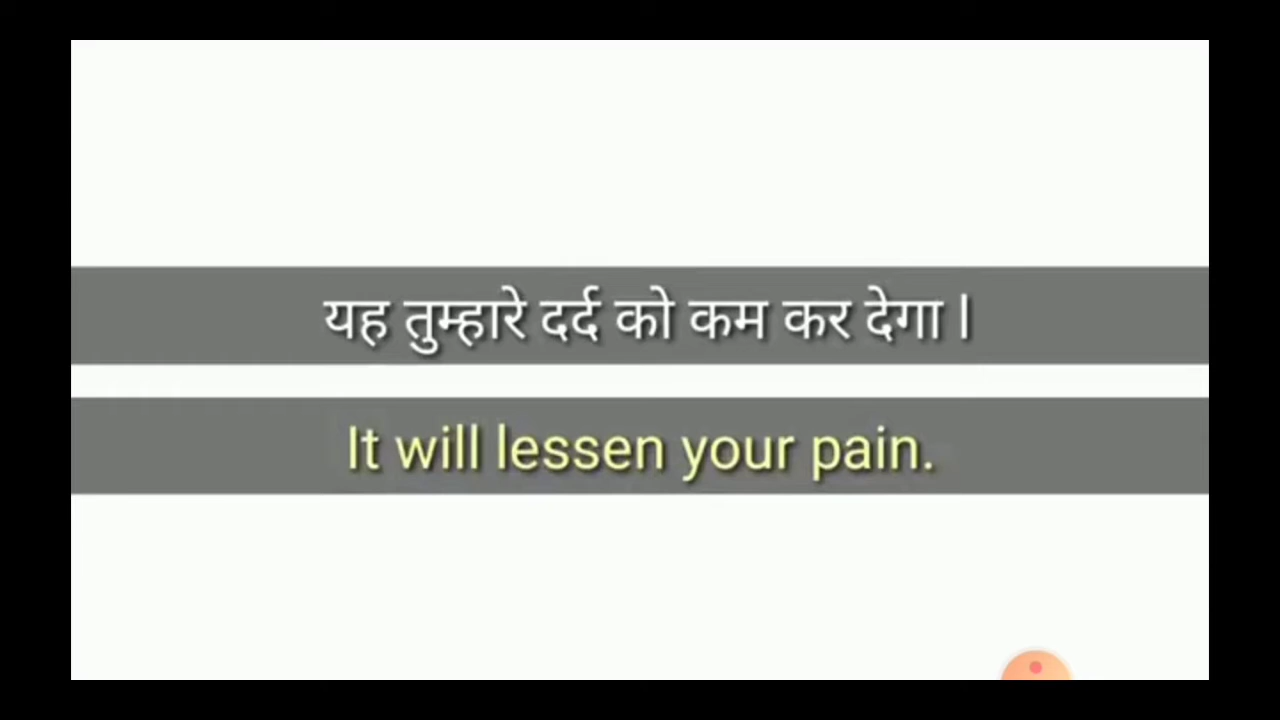 यह तुम्हारे दर्द को कम कर देगा l
It will lessen your pain.